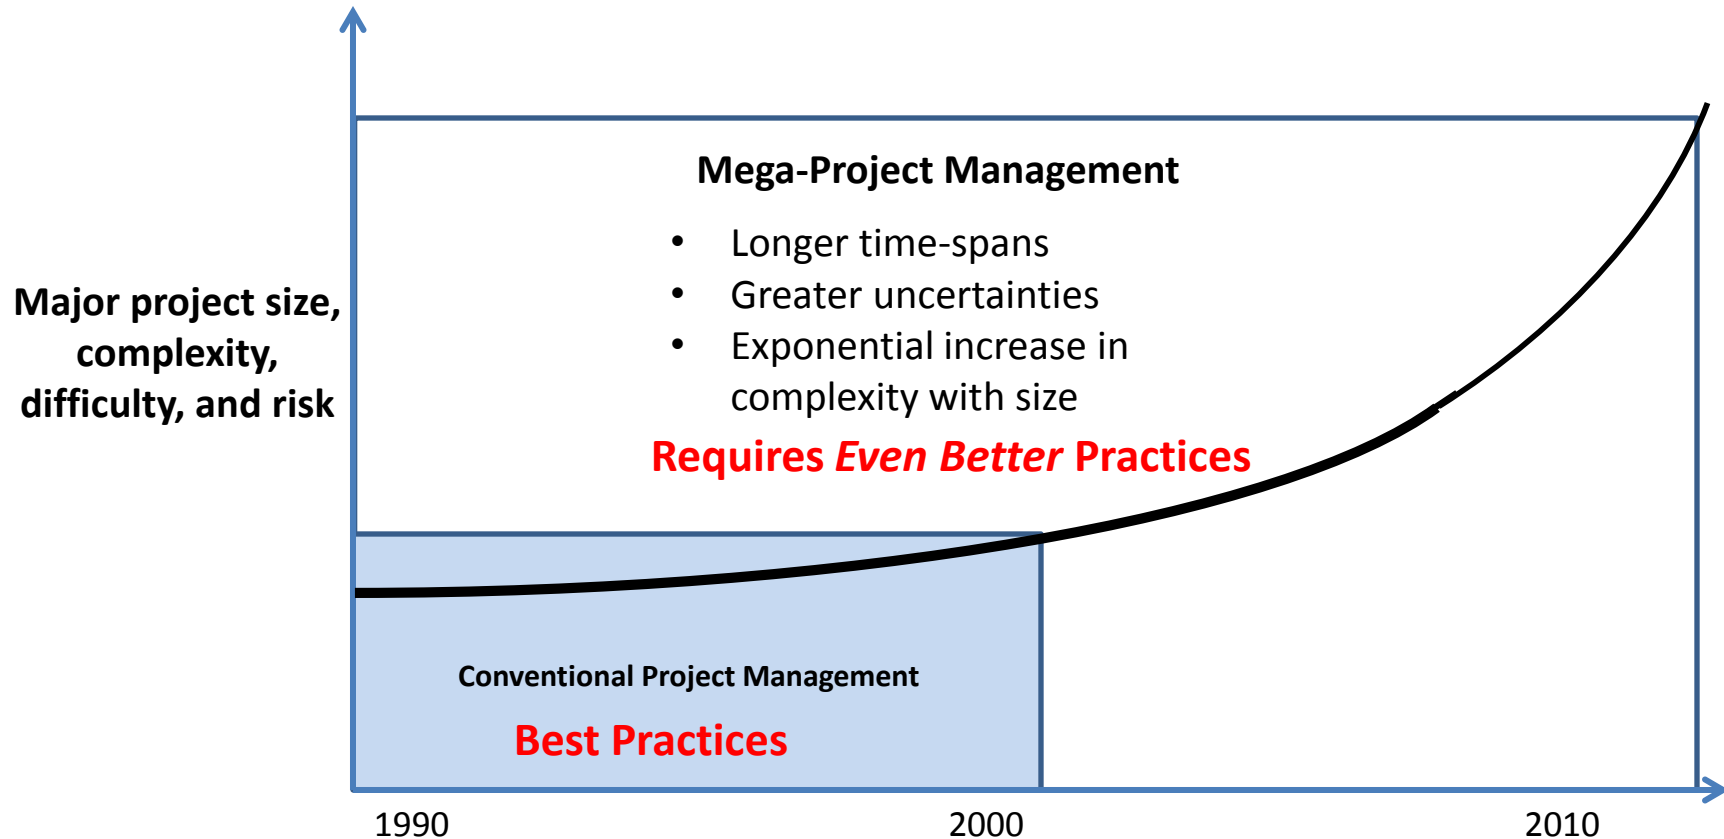 Mega-Project Management
• Longer time-spans
• Greater uncertainties
• Exponential increase in
complexity with size
Requires Even Better Practices
Major project size,
complexity,
difficulty, and risk
Conventional Project Management
Best Practices
1990
2000
2010